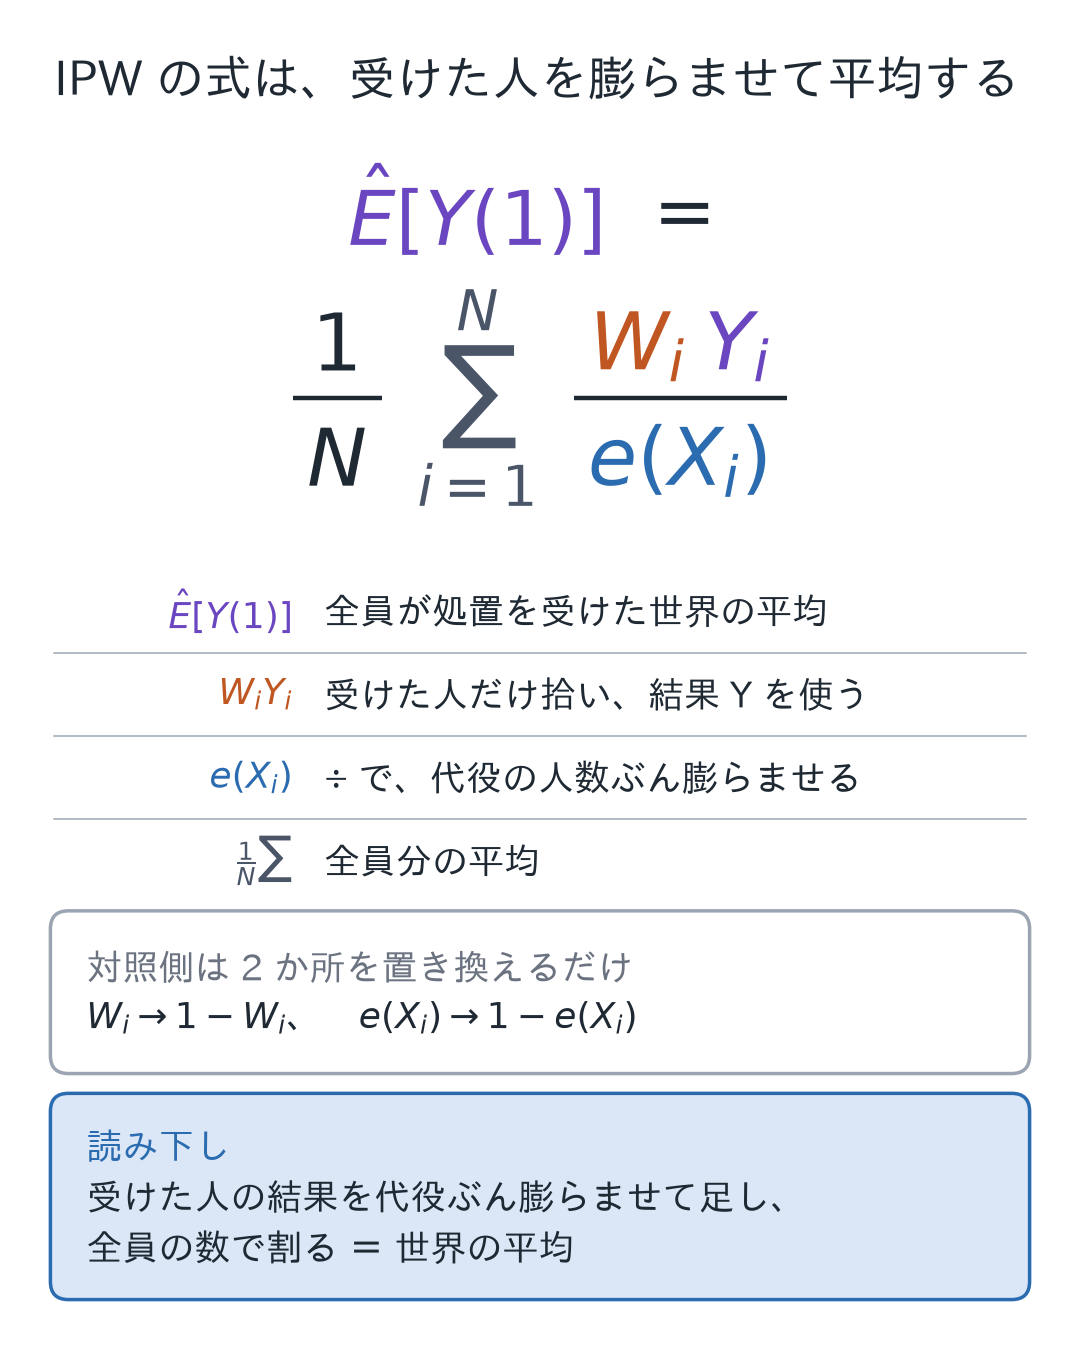 IPW の式は、受けた人を膨らませて平均する
Ê[Y(1)] =
1/N ∑_{i=1}^{N} W_i Y_i / e(X_i)
Ê[Y(1)] 全員が処置を受けた世界の平均
W_iY_i 受けた人だけ拾い、結果 Y を使う
e(X_i) ÷ で、代役の人数ぶん膨らませる
1/N ∑ 全員分の平均
対照側は 2 か所を置き換えるだけ
W_i → 1 − W_i、 e(X_i) → 1 − e(X_i)
読み下し
受けた人の結果を代役ぶん膨らませて足し、
全員の数で割る = 世界の平均